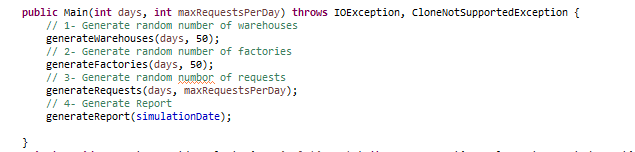 public Main(int days, int maxRequestsPerDay) throws IOException, CloneNotSupportedException {
// 1- Generate random number of warehouses
generateWarehouses(days, 50);
// 2- Generate random number of factories
generateFactories(days, 50);
// 3- Generate random numbor of requests
generateRequests(days, maxRequestsPerDay);
// 4- Generate Report
generateReport(simulationDate);
}